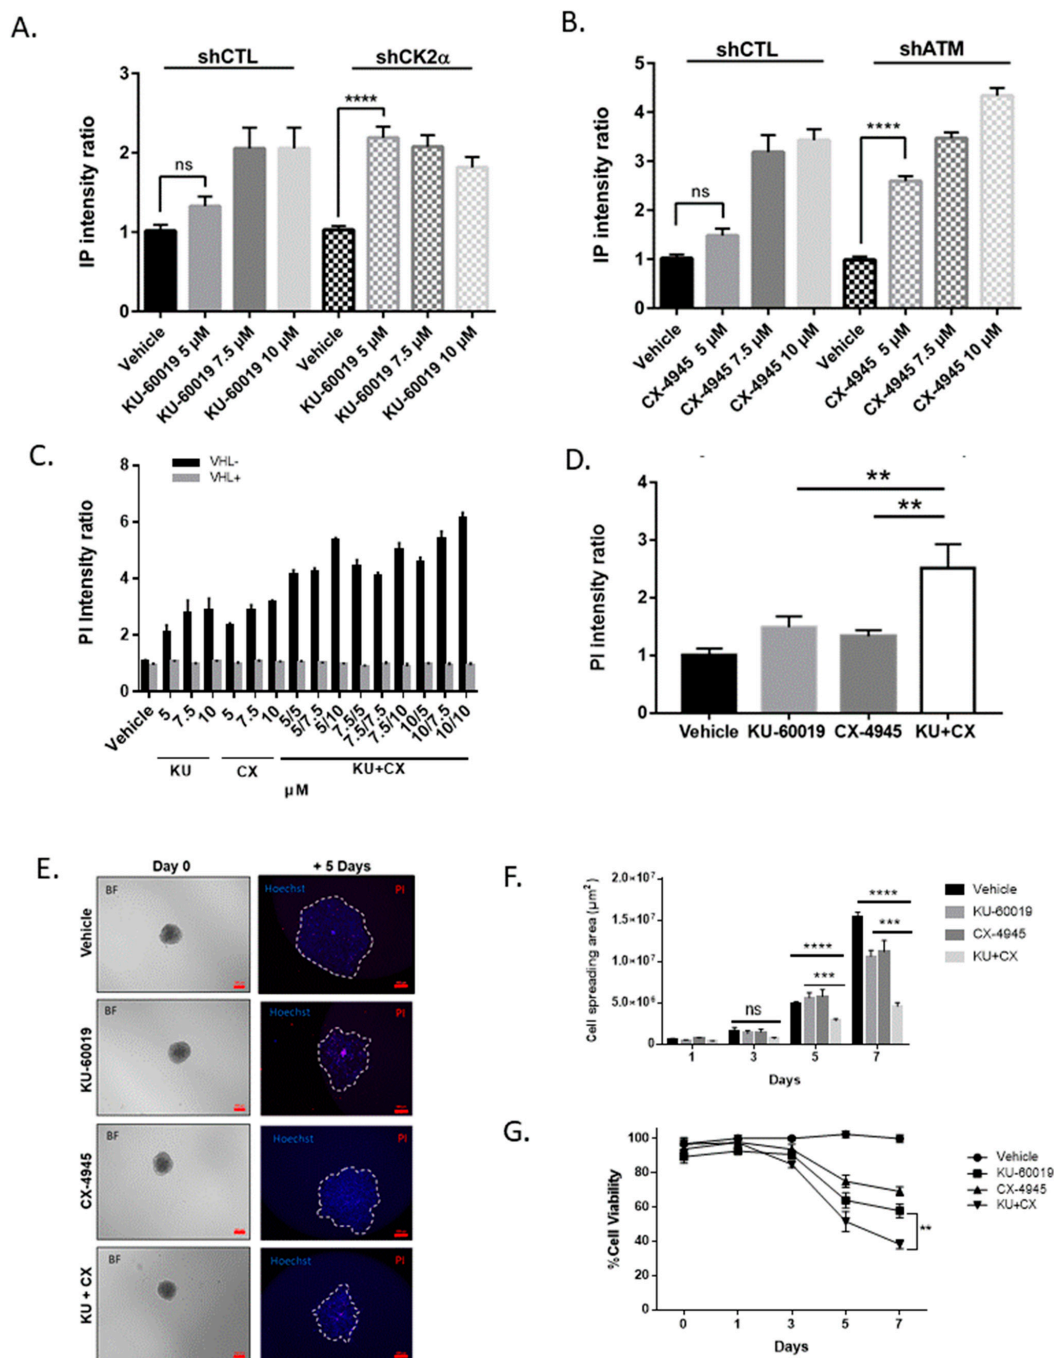 A.
shCTL
shCK2α
IP intensity ratio
3
2
1
0
ns
****
Vehicle
KU-60019 5 µM
KU-60019 7.5 µM
KU-60019 10 µM
Vehicle
KU-60019 5 µM
KU-60019 7.5 µM
KU-60019 10 µM
B.
shCTL
shATM
IP intensity ratio
5
4
3
2
1
0
ns
****
Vehicle
CX-4945 5 µM
CX-4945 7.5 µM
CX-4945 10 µM
Vehicle
CX-4945 5 µM
CX-4945 7.5 µM
CX-4945 10 µM
C.
VHL-
VHL+
PI Intensity ratio
8
6
4
2
0
Vehicle
5
7.5
10
5
7.5
10
5/5
5/7.5
5/10
7.5/5
7.5/7.5
7.5/10
10/5
10/7.5
10/10
KU
CX
KU+CX
µM
D.
PI intensity ratio
4
3
2
1
0
**
**
Vehicle
KU-60019
CX-4945
KU+CX
E.
Day 0
+ 5 Days
Vehicle
BF
Hoechst
PI
KU-60019
BF
Hoechst
PI
CX-4945
BF
Hoechst
PI
KU + CX
BF
Hoechst
PI
F.
Cell spreading area (µm²)
2.0×10⁷
1.5×10⁷
1.0×10⁷
5.0×10⁶
0
ns
****
***
****
***
1
3
5
7
Days
Vehicle
KU-60019
CX-4945
KU+CX
G.
%Cell Viability
100
80
60
40
20
0
0
1
3
5
7
Days
**
Vehicle
KU-60019
CX-4945
KU+CX